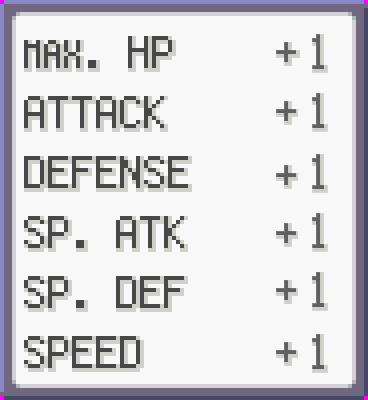 MAX. HP +1
ATTACK +1
DEFENSE +1
SP. ATK +1
SP. DEF +1
SPEED +1